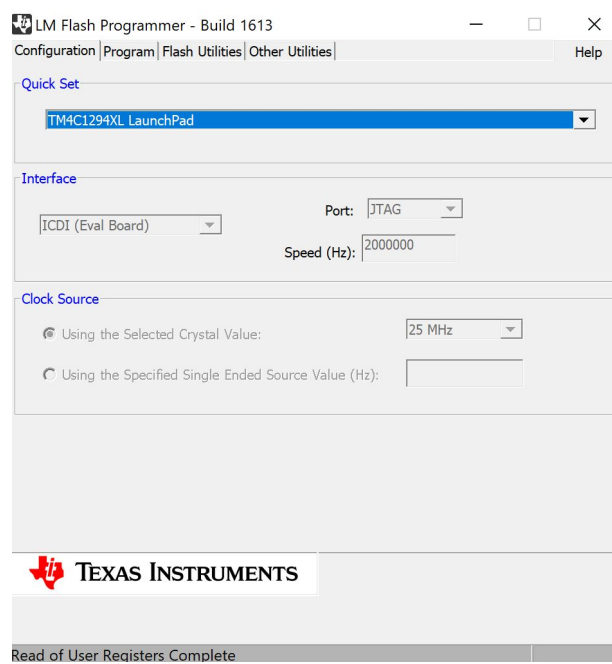 LM Flash Programmer - Build 1613
Configuration Program Flash Utilities Other Utilities Help
Quick Set
TM4C1294XL LaunchPad
Interface
ICDI (Eval Board)
Port: JTAG
Speed (Hz): 2000000
Clock Source
Using the Selected Crystal Value: 25 MHz
Using the Specified Single Ended Source Value (Hz):
TEXAS INSTRUMENTS
Read of User Registers Complete